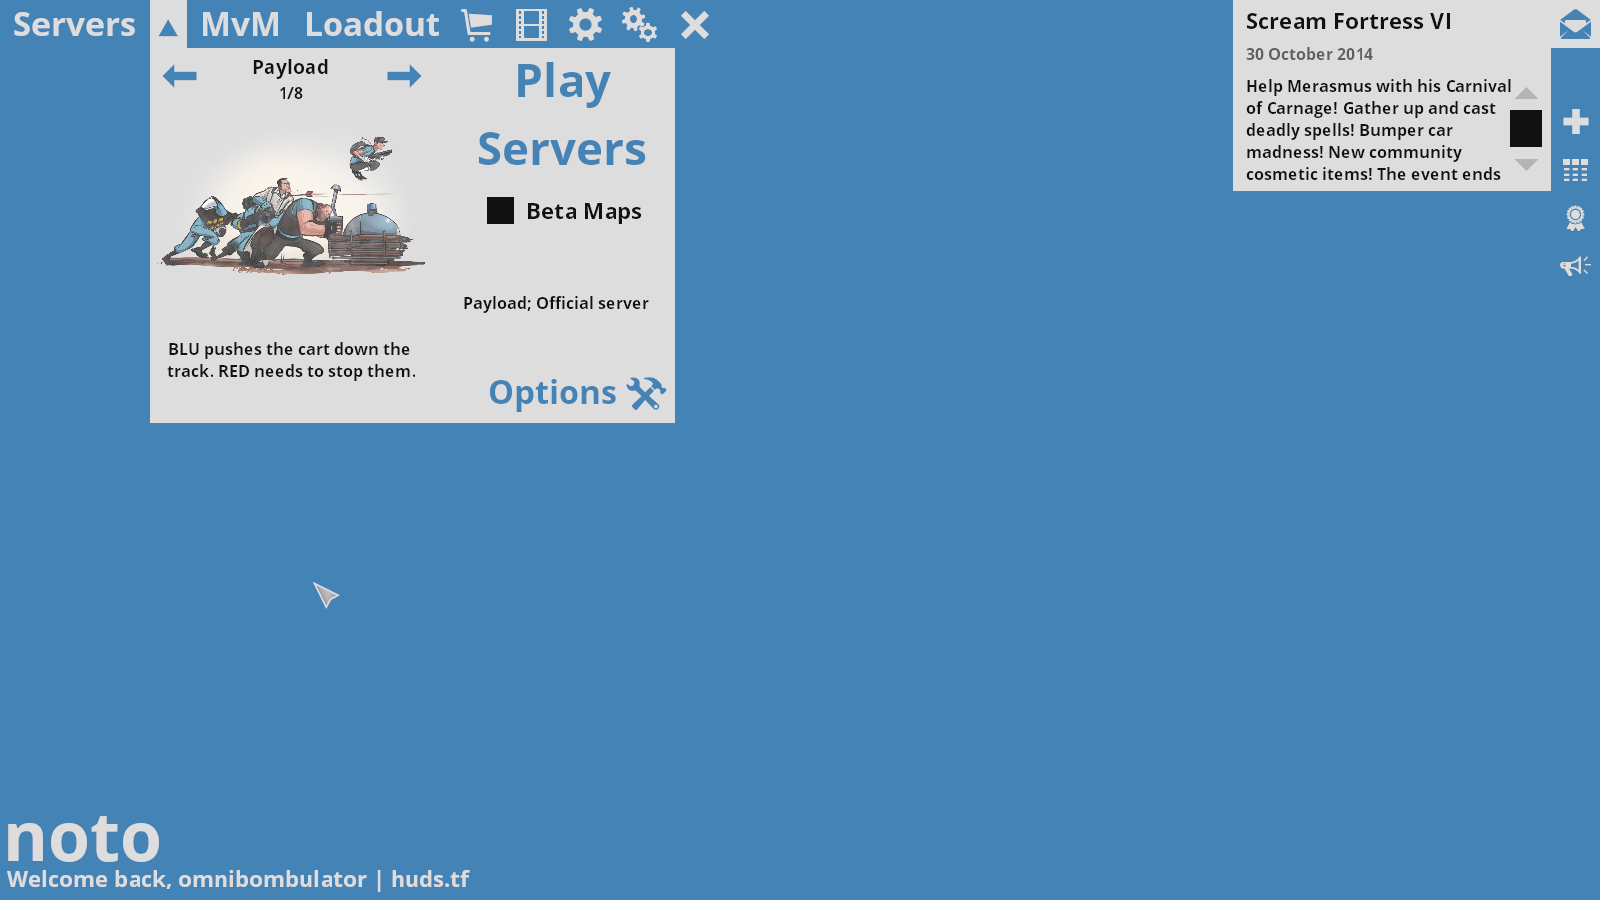 Servers MvM Loadout
Payload
1/8
BLU pushes the cart down the
track. RED needs to stop them.
Play
Servers
Beta Maps
Payload; Official server
Options
Scream Fortress VI
30 October 2014
Help Merasmus with his Carnival
of Carnage! Gather up and cast
deadly spells! Bumper car
madness! New community
cosmetic items! The event ends
noto
Welcome back, omnibombulator | huds.tf